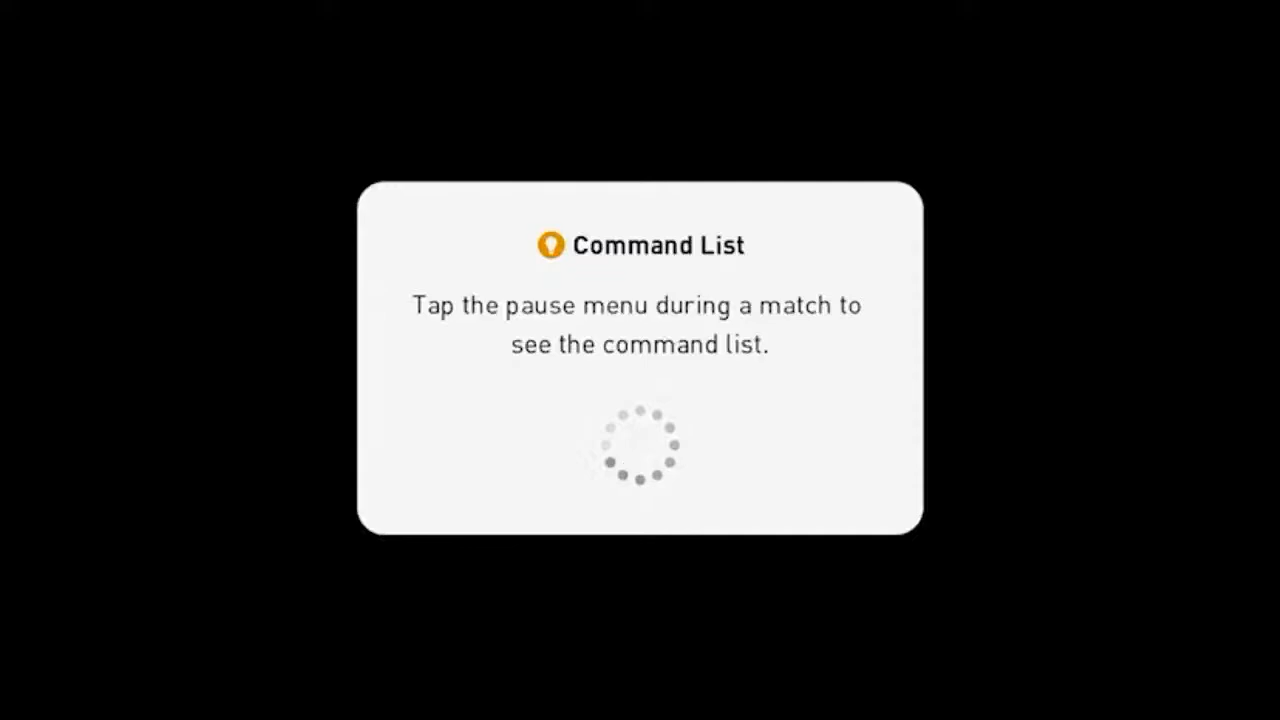 Command List
Tap the pause menu during a match to
see the command list.